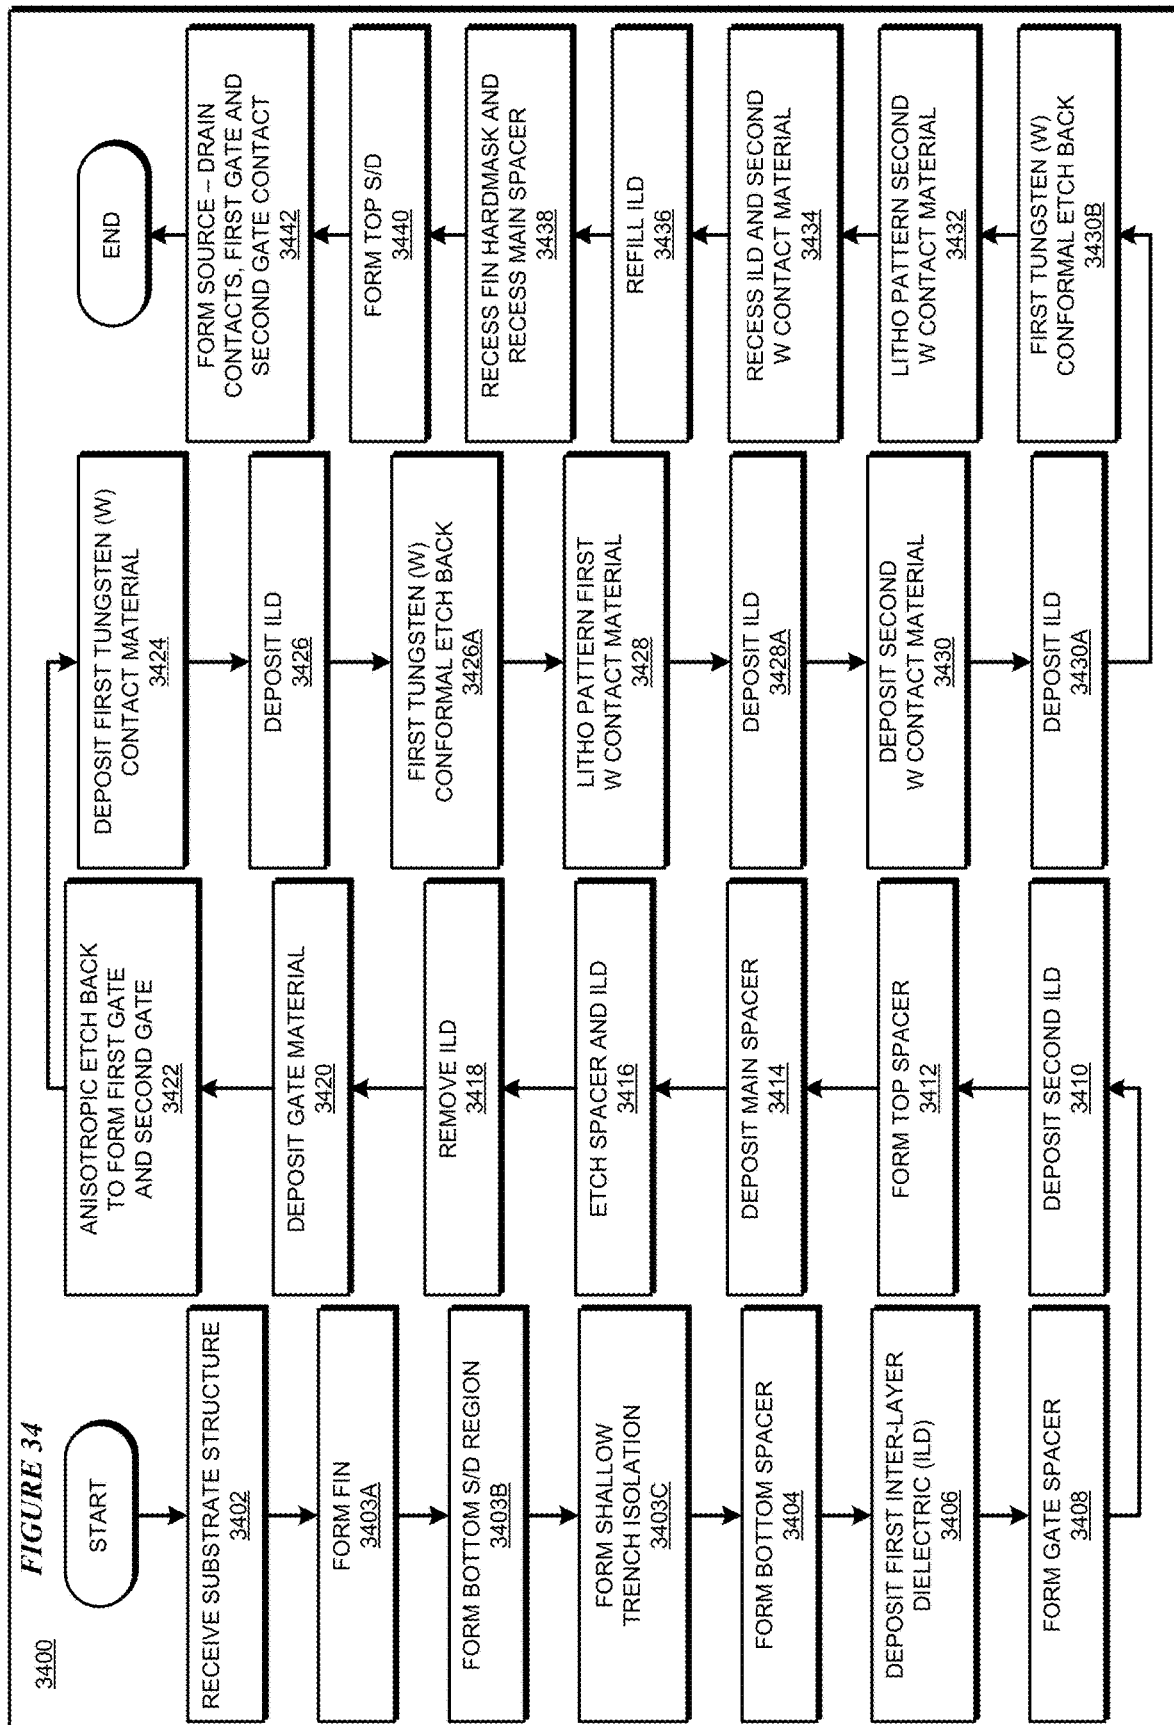 FIGURE 34
3400
START
RECEIVE SUBSTRATE STRUCTURE
3402
FORM FIN
3403A
FORM BOTTOM S/D REGION
3403B
FORM SHALLOW
TRENCH ISOLATION
3403C
FORM BOTTOM SPACER
3404
DEPOSIT FIRST INTER-LAYER
DIELECTRIC (ILD)
3406
FORM GATE SPACER
3408
DEPOSIT SECOND ILD
3410
FORM TOP SPACER
3412
DEPOSIT MAIN SPACER
3414
ETCH SPACER AND ILD
3416
REMOVE ILD
3418
DEPOSIT GATE MATERIAL
3420
ANISOTROPIC ETCH BACK
TO FORM FIRST GATE
AND SECOND GATE
3422
DEPOSIT FIRST TUNGSTEN (W)
CONTACT MATERIAL
3424
DEPOSIT ILD
3426
FIRST TUNGSTEN (W)
CONFORMAL ETCH BACK
3426A
LITHO PATTERN FIRST
W CONTACT MATERIAL
3428
DEPOSIT ILD
3428A
DEPOSIT SECOND
W CONTACT MATERIAL
3430
DEPOSIT ILD
3430A
FIRST TUNGSTEN (W)
CONFORMAL ETCH BACK
3430B
LITHO PATTERN SECOND
W CONTACT MATERIAL
3432
RECESS ILD AND SECOND
W CONTACT MATERIAL
3434
REFILL ILD
3436
RECESS FIN HARDMASK AND
RECESS MAIN SPACER
3438
FORM TOP S/D
3440
FORM SOURCE – DRAIN
CONTACTS, FIRST GATE AND
SECOND GATE CONTACT
3442
END